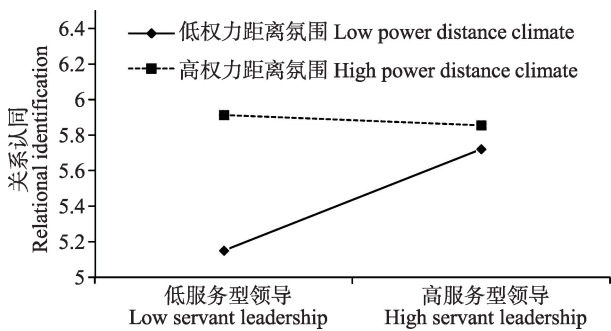 6.4
6.2
6
5.8
5.6
5.4
5.2
5
关系认同
Relational identification
低权力距离氛围 Low power distance climate
高权力距离氛围 High power distance climate
低服务型领导
Low servant leadership
高服务型领导
High servant leadership